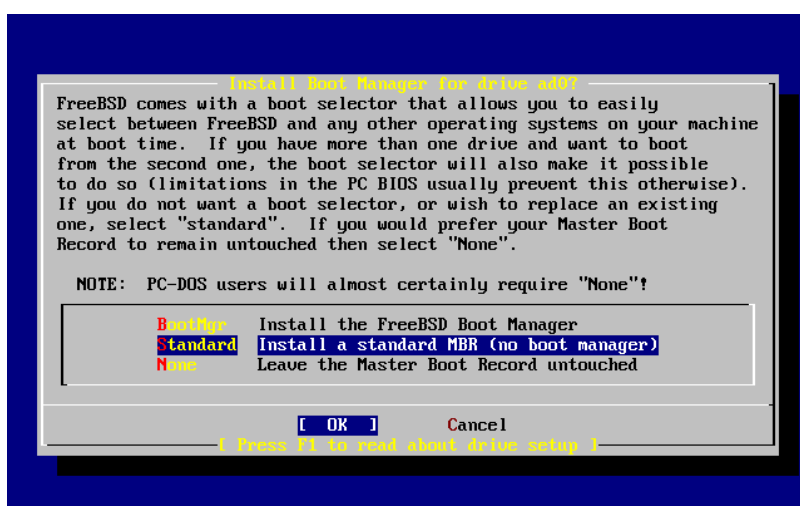 Install Boot Manager for drive ad0?
FreeBSD comes with a boot selector that allows you to easily
select between FreeBSD and any other operating systems on your machine
at boot time.  If you have more than one drive and want to boot
from the second one, the boot selector will also make it possible
to do so (limitations in the PC BIOS usually prevent this otherwise).
If you do not want a boot selector, or wish to replace an existing
one, select "standard".  If you would prefer your Master Boot
Record to remain untouched then select "None".
NOTE:  PC-DOS users will almost certainly require "None"!
BootMgr   Install the FreeBSD Boot Manager
Standard  Install a standard MBR (no boot manager)
None      Leave the Master Boot Record untouched
[  OK  ]      Cancel
[ Press F1 to read about drive setup ]